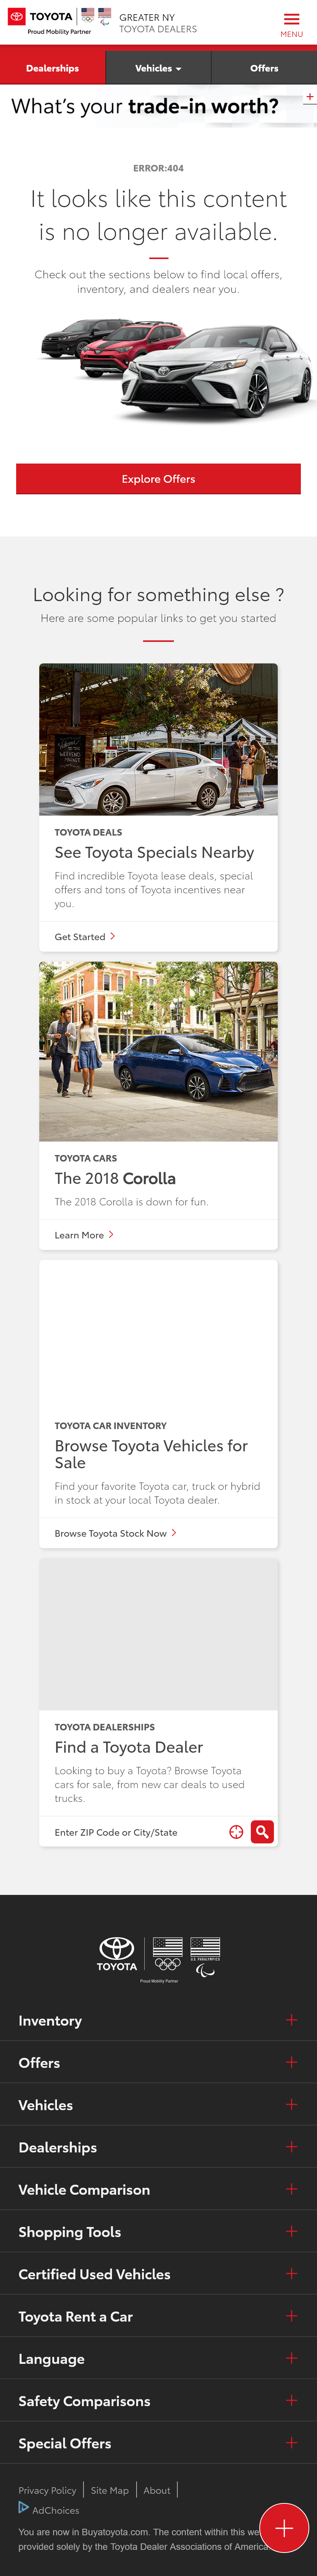 TOYOTA
Proud Mobility Partner
GREATER NY
TOYOTA DEALERS
MENU
Dealerships
Vehicles
Offers
What's your trade-in worth?
ERROR:404
It looks like this content
is no longer available.
Check out the sections below to find local offers,
inventory, and dealers near you.
Explore Offers
Looking for something else ?
Here are some popular links to get you started
TOYOTA DEALS
See Toyota Specials Nearby
Find incredible Toyota lease deals, special
offers and tons of Toyota incentives near
you.
Get Started
TOYOTA CARS
The 2018 Corolla
The 2018 Corolla is down for fun.
Learn More
TOYOTA CAR INVENTORY
Browse Toyota Vehicles for
Sale
Find your favorite Toyota car, truck or hybrid
in stock at your local Toyota dealer.
Browse Toyota Stock Now
TOYOTA DEALERSHIPS
Find a Toyota Dealer
Looking to buy a Toyota? Browse Toyota
cars for sale, from new car deals to used
trucks.
Enter ZIP Code or City/State
TOYOTA
U.S. PARALYMPICS
Proud Mobility Partner
Inventory
Offers
Vehicles
Dealerships
Vehicle Comparison
Shopping Tools
Certified Used Vehicles
Toyota Rent a Car
Language
Safety Comparisons
Special Offers
Privacy Policy
Site Map
About
AdChoices
You are now in Buyatoyota.com. The content within this we
provided solely by the Toyota Dealer Associations of America